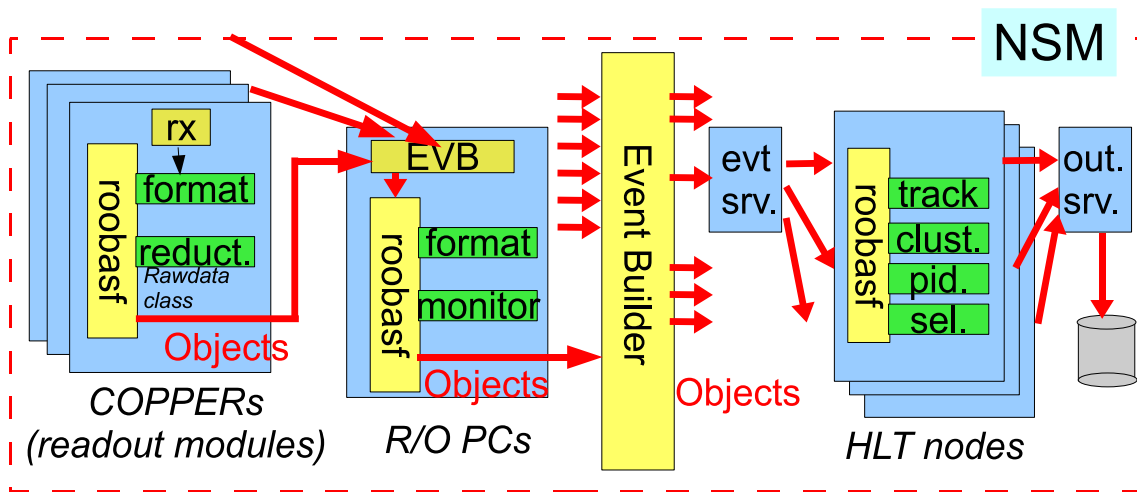 NSM
rx
format
reduct.
roobasf
Rawdata
class
Objects
COPPERs
(readout modules)
EVB
roobasf
format
monitor
Objects
R/O PCs
Event Builder
Objects
evt
srv.
roobasf
track
clust.
pid.
sel.
HLT nodes
out.
srv.